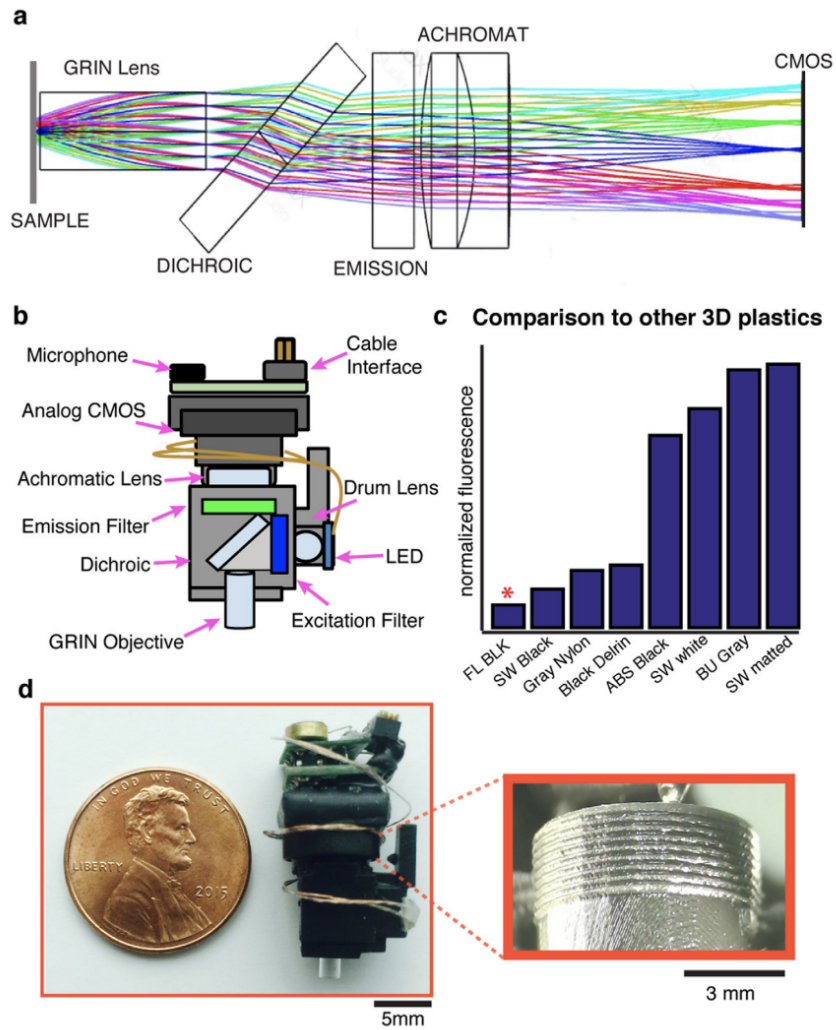 a
GRIN Lens
ACHROMAT
CMOS
SAMPLE
DICHROIC
EMISSION
b
Microphone
Cable
Interface
Analog CMOS
Achromatic Lens
Drum Lens
Emission Filter
Dichroic
LED
Excitation Filter
GRIN Objective
c
Comparison to other 3D plastics
normalized fluorescence
*
FL BLK
SW Black
Gray Nylon
Black Delrin
ABS Black
SW white
BU Gray
SW matted
d
IN GOD WE TRUST
LIBERTY
2015
5mm
3 mm